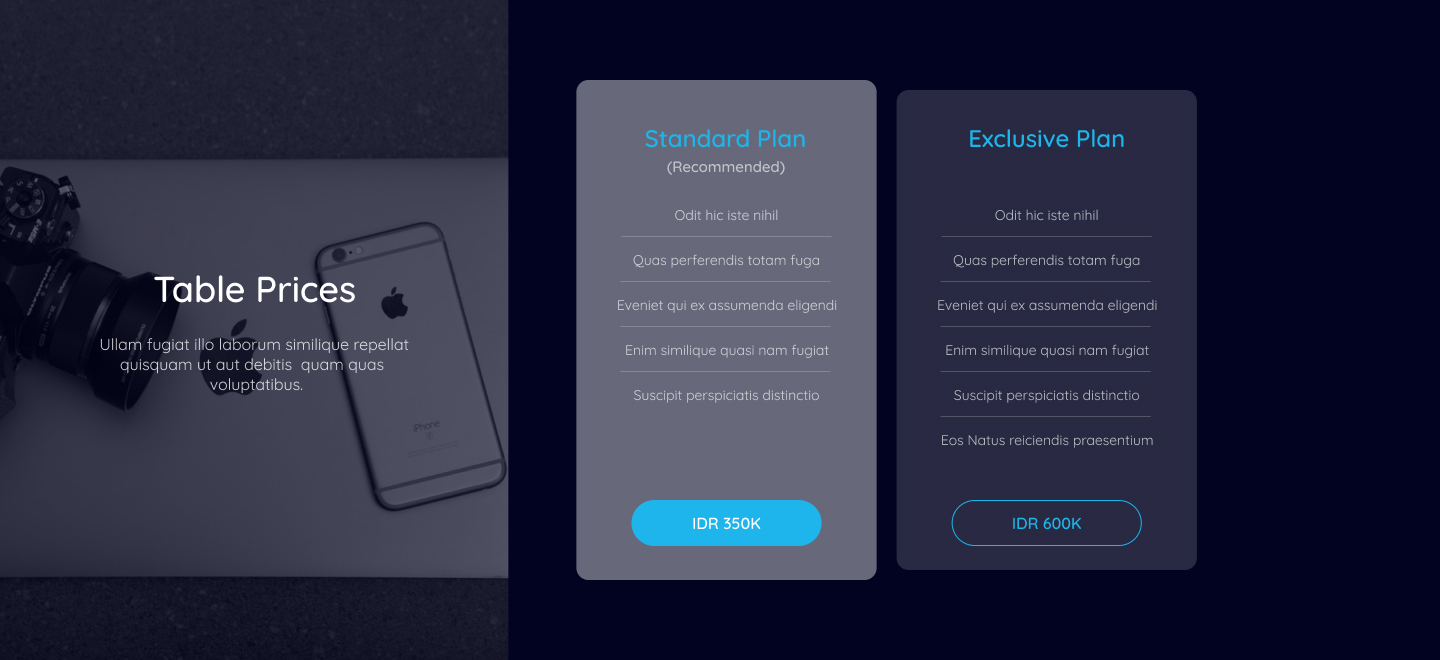 Table Prices
Ullam fugiat illo laborum similique repellat
quisquam ut aut debitis quam quas
voluptatibus.
iPhone
Standard Plan
(Recommended)
Odit hic iste nihil
Quas perferendis totam fuga
Eveniet qui ex assumenda eligendi
Enim similique quasi nam fugiat
Suscipit perspiciatis distinctio
IDR 350K
Exclusive Plan
Odit hic iste nihil
Quas perferendis totam fuga
Eveniet qui ex assumenda eligendi
Enim similique quasi nam fugiat
Suscipit perspiciatis distinctio
Eos Natus reiciendis praesentium
IDR 600K